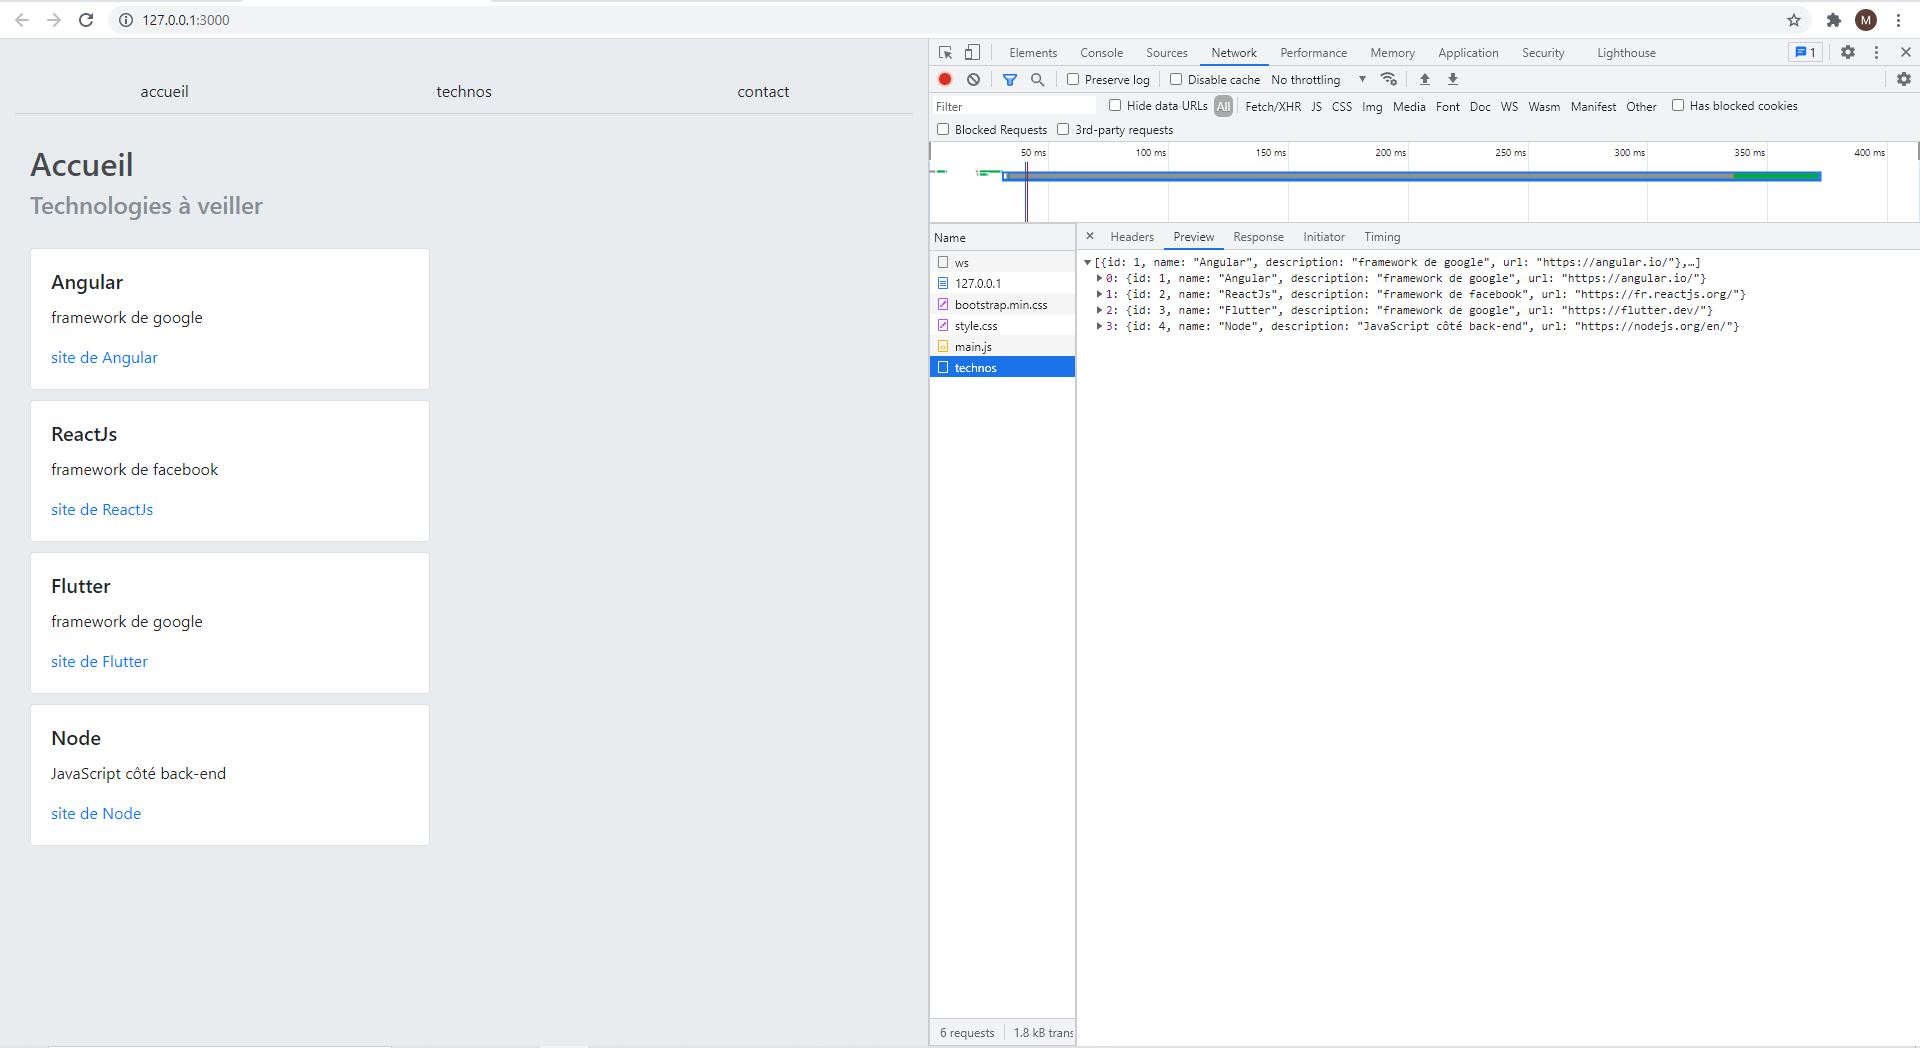 127.0.0.1:3000
M
accueil technos contact
Accueil
Technologies à veiller
Angular
framework de google
site de Angular
ReactJs
framework de facebook
site de ReactJs
Flutter
framework de google
site de Flutter
Node
JavaScript côté back-end
site de Node
Elements Console Sources Network Performance Memory Application Security Lighthouse 1
Preserve log Disable cache No throttling
Filter Hide data URLs All Fetch/XHR JS CSS Img Media Font Doc WS Wasm Manifest Other Has blocked cookies
Blocked Requests 3rd-party requests
50 ms 100 ms 150 ms 200 ms 250 ms 300 ms 350 ms 400 ms
Name
ws
127.0.0.1
bootstrap.min.css
style.css
main.js
technos
6 requests 1.8 kB trans
Headers Preview Response Initiator Timing
[{id: 1, name: "Angular", description: "framework de google", url: "https://angular.io/"},…]
0: {id: 1, name: "Angular", description: "framework de google", url: "https://angular.io/"}
1: {id: 2, name: "ReactJs", description: "framework de facebook", url: "https://fr.reactjs.org/"}
2: {id: 3, name: "Flutter", description: "framework de google", url: "https://flutter.dev/"}
3: {id: 4, name: "Node", description: "JavaScript côté back-end", url: "https://nodejs.org/en/"}